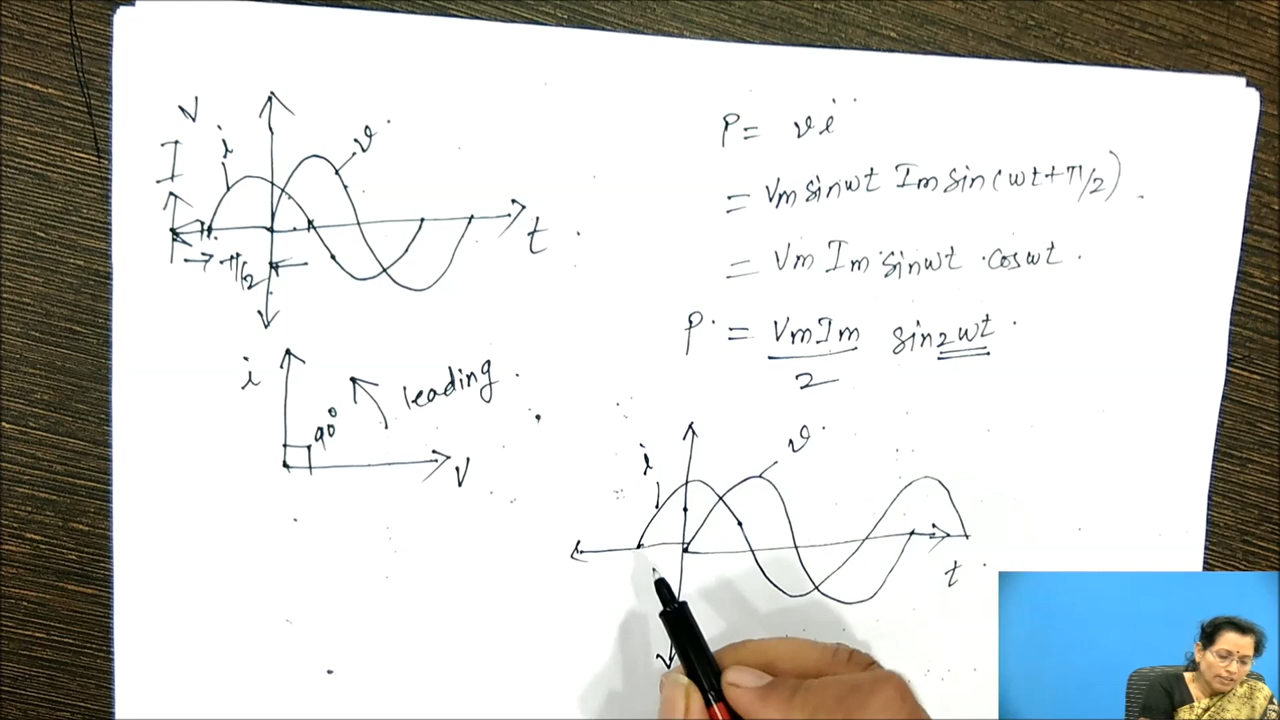 V
I
i
v
t
π/2
i
90°
leading
V
P = vi
= Vm sinωt Im sin(ωt+π/2)
= Vm Im sinωt · cosωt
P = VmIm/2 sin2ωt
i
v
t